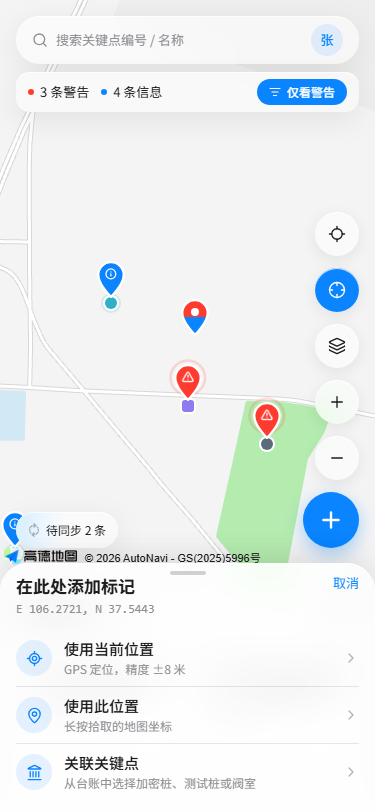 搜索关键点编号 / 名称
张
3 条警告
4 条信息
仅看警告
待同步 2 条
高德地图
© 2026 AutoNavi - GS(2025)5996号
在此处添加标记
取消
E 106.2721, N 37.5443
使用当前位置
GPS 定位，精度 ±8 米
使用此位置
长按拾取的地图坐标
关联关键点
从台账中选择加密桩、测试桩或阀室